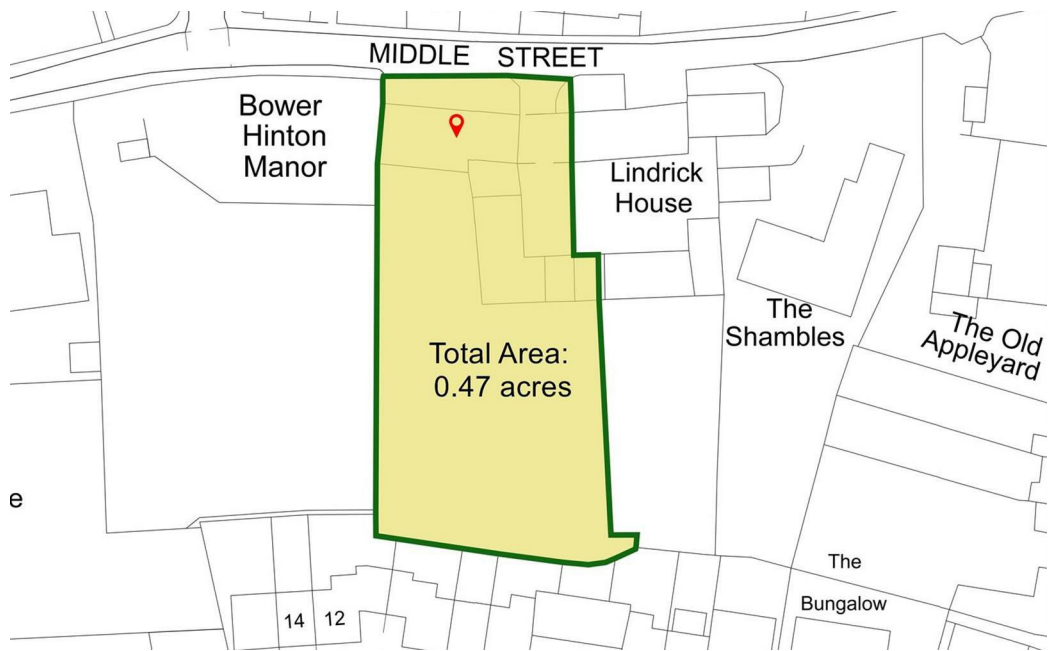 MIDDLE STREET
Bower
Hinton
Manor
Lindrick
House
The
Shambles
The Old
Appleyard
Total Area:
0.47 acres
e
The
Bungalow
14 12